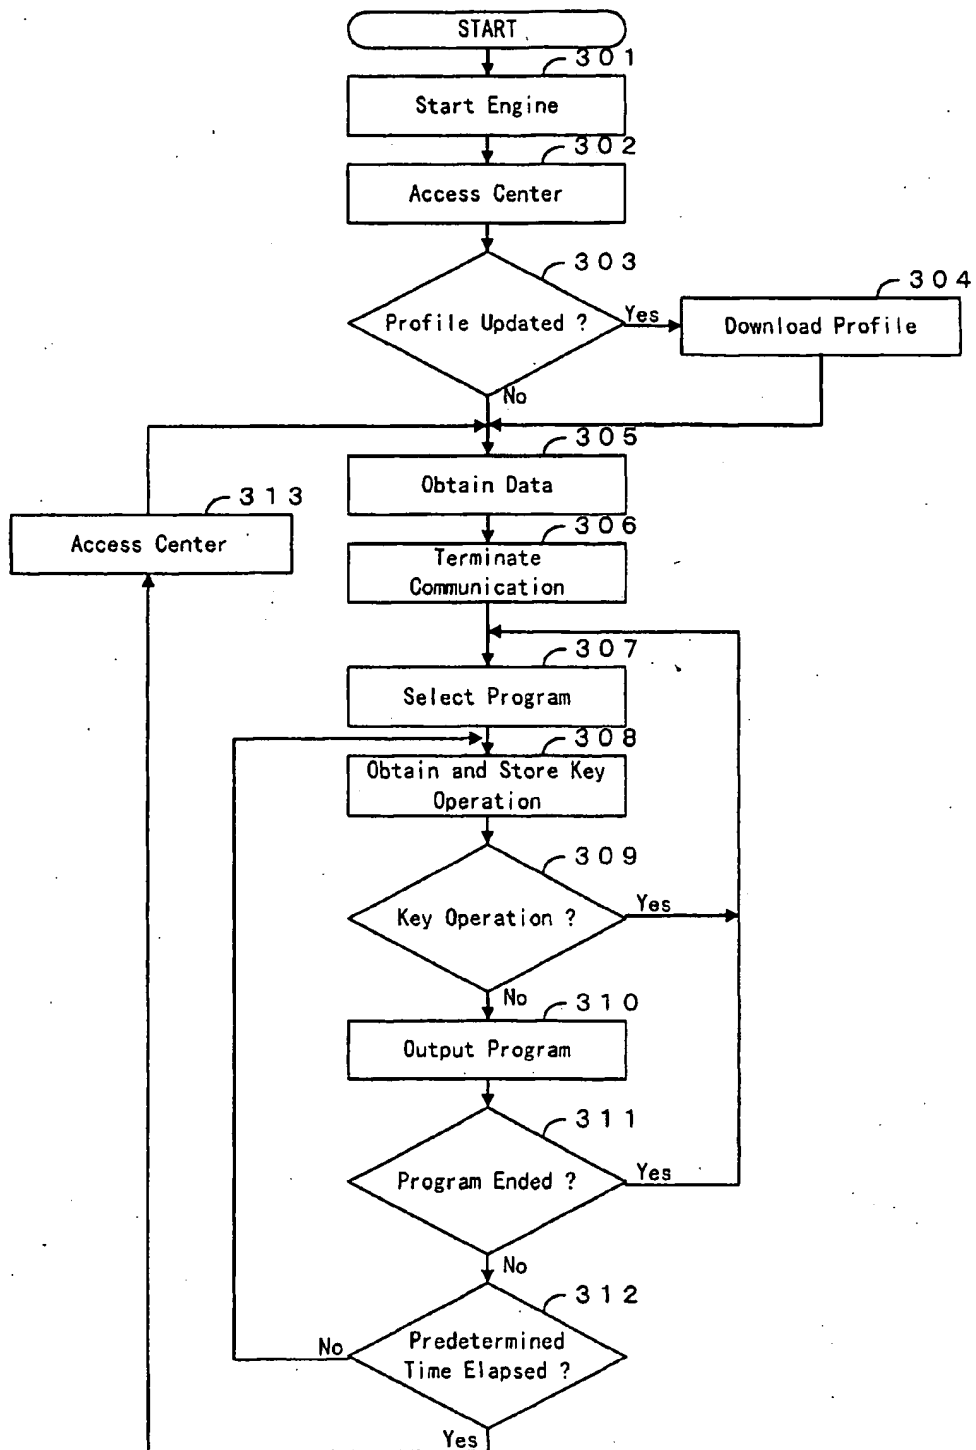 START
301
Start Engine
302
Access Center
303
Profile Updated ?
Yes
304
Download Profile
No
305
Obtain Data
313
Access Center
306
Terminate
Communication
307
Select Program
308
Obtain and Store Key
Operation
309
Key Operation ?
Yes
No
310
Output Program
311
Program Ended ?
Yes
No
312
Predetermined
Time Elapsed ?
No
Yes